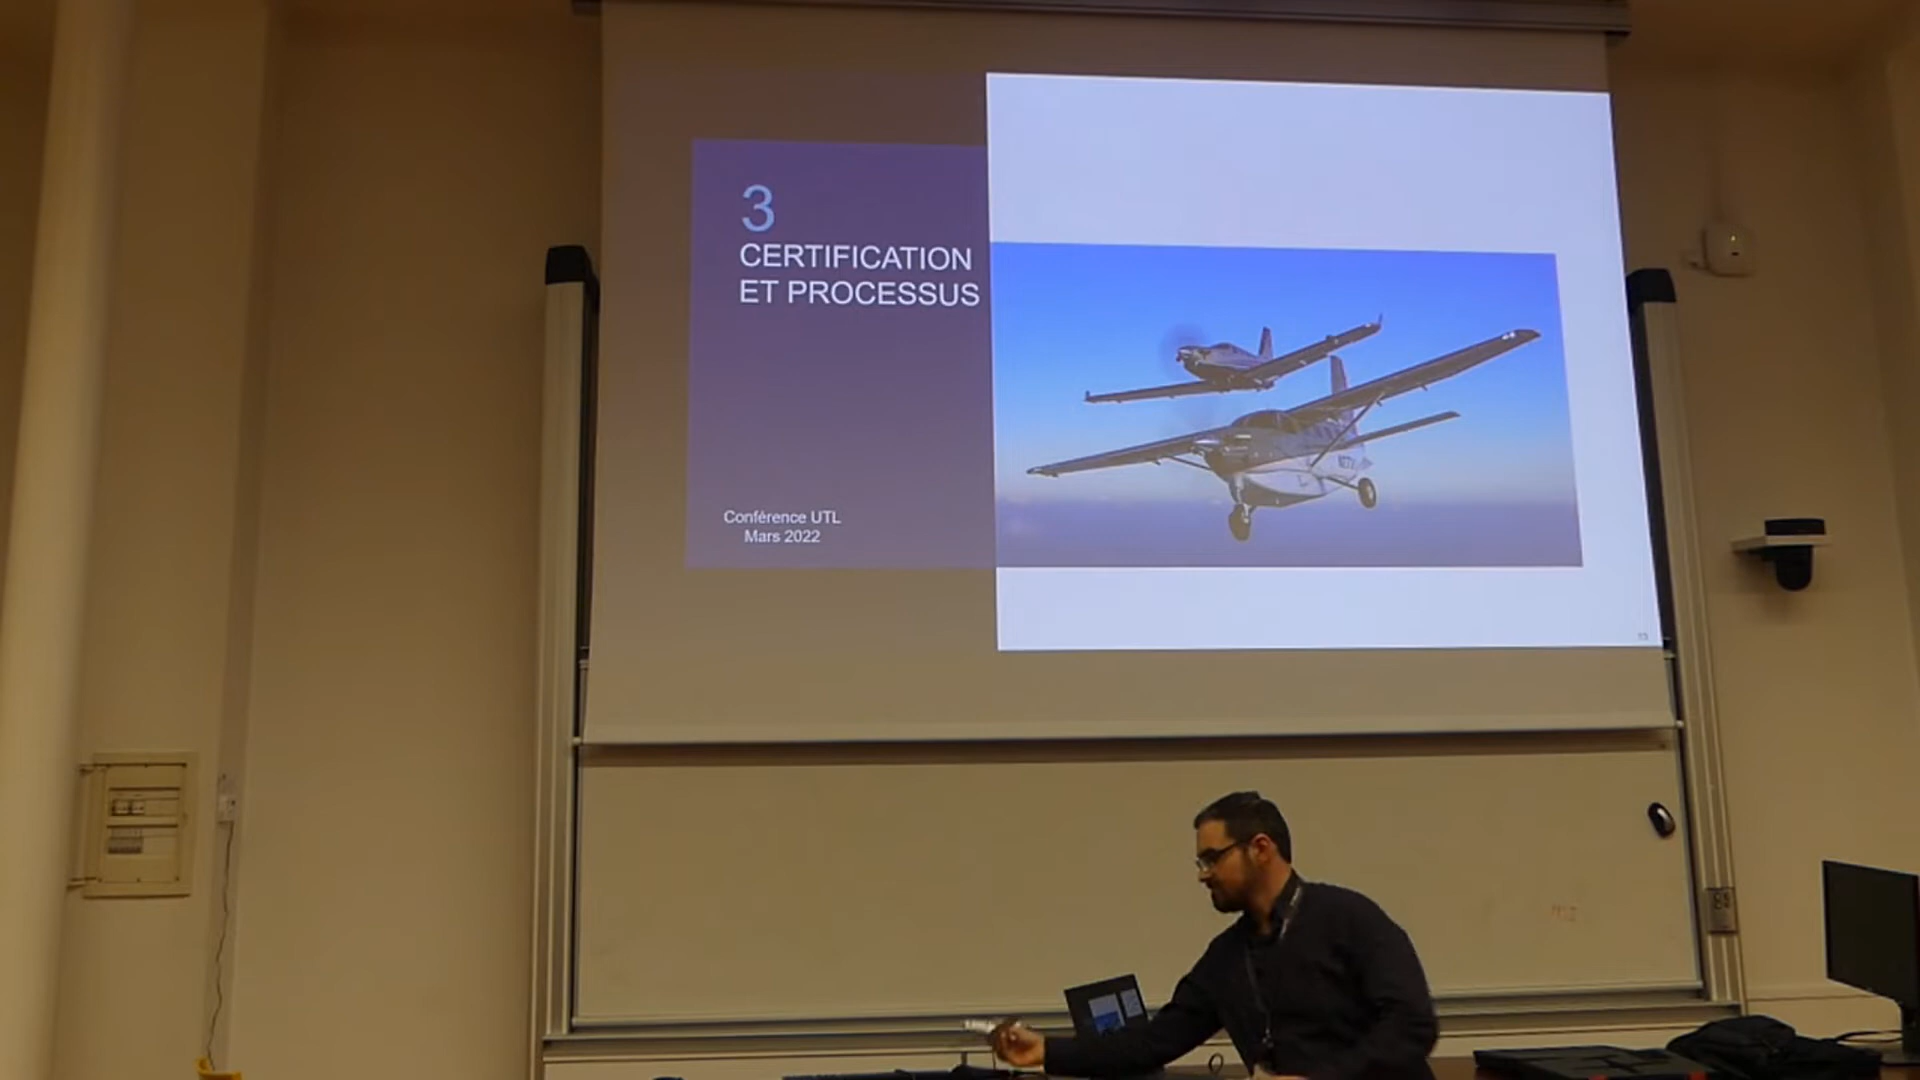 3
CERTIFICATION
ET PROCESSUS
Conférence UTL
Mars 2022